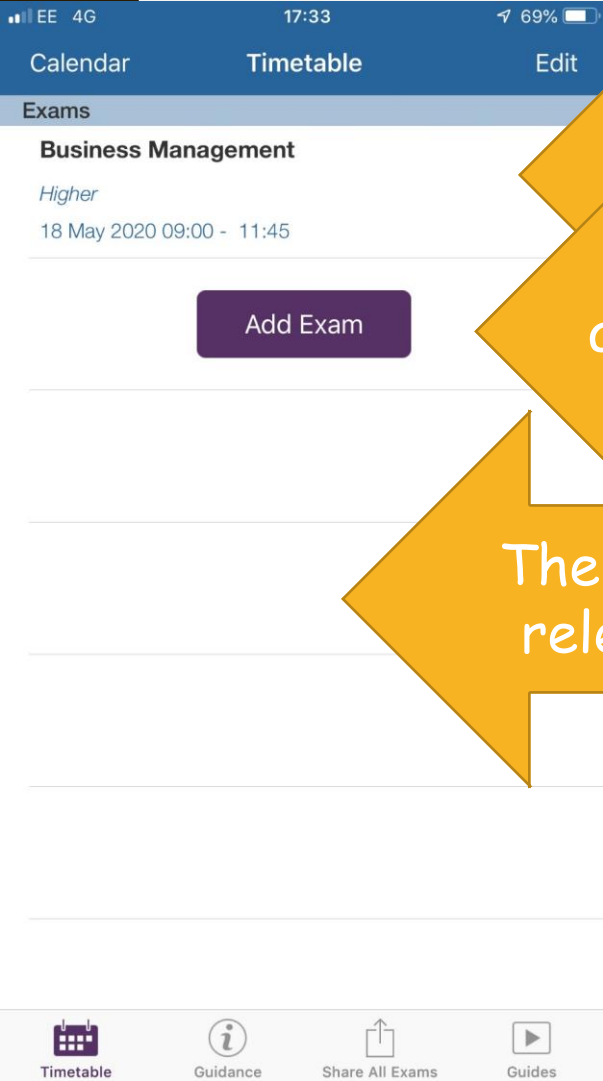 EE 4G 17:33 69%
Calendar Timetable Edit
Exams
Business Management
Higher
18 May 2020 09:00 - 11:45
Add Exam
The
Timetable Guidance Share All Exams Guides